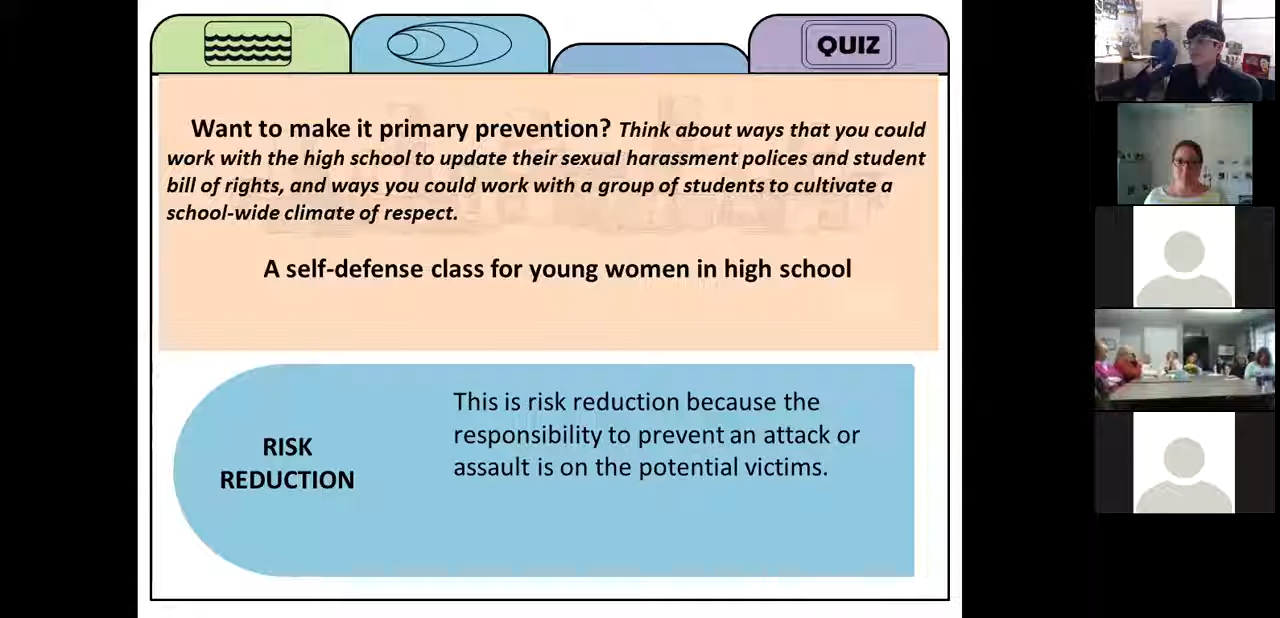 QUIZ
Want to make it primary prevention? Think about ways that you could
work with the high school to update their sexual harassment polices and student
bill of rights, and ways you could work with a group of students to cultivate a
school-wide climate of respect.
A self-defense class for young women in high school
RISK
REDUCTION
This is risk reduction because the
responsibility to prevent an attack or
assault is on the potential victims.